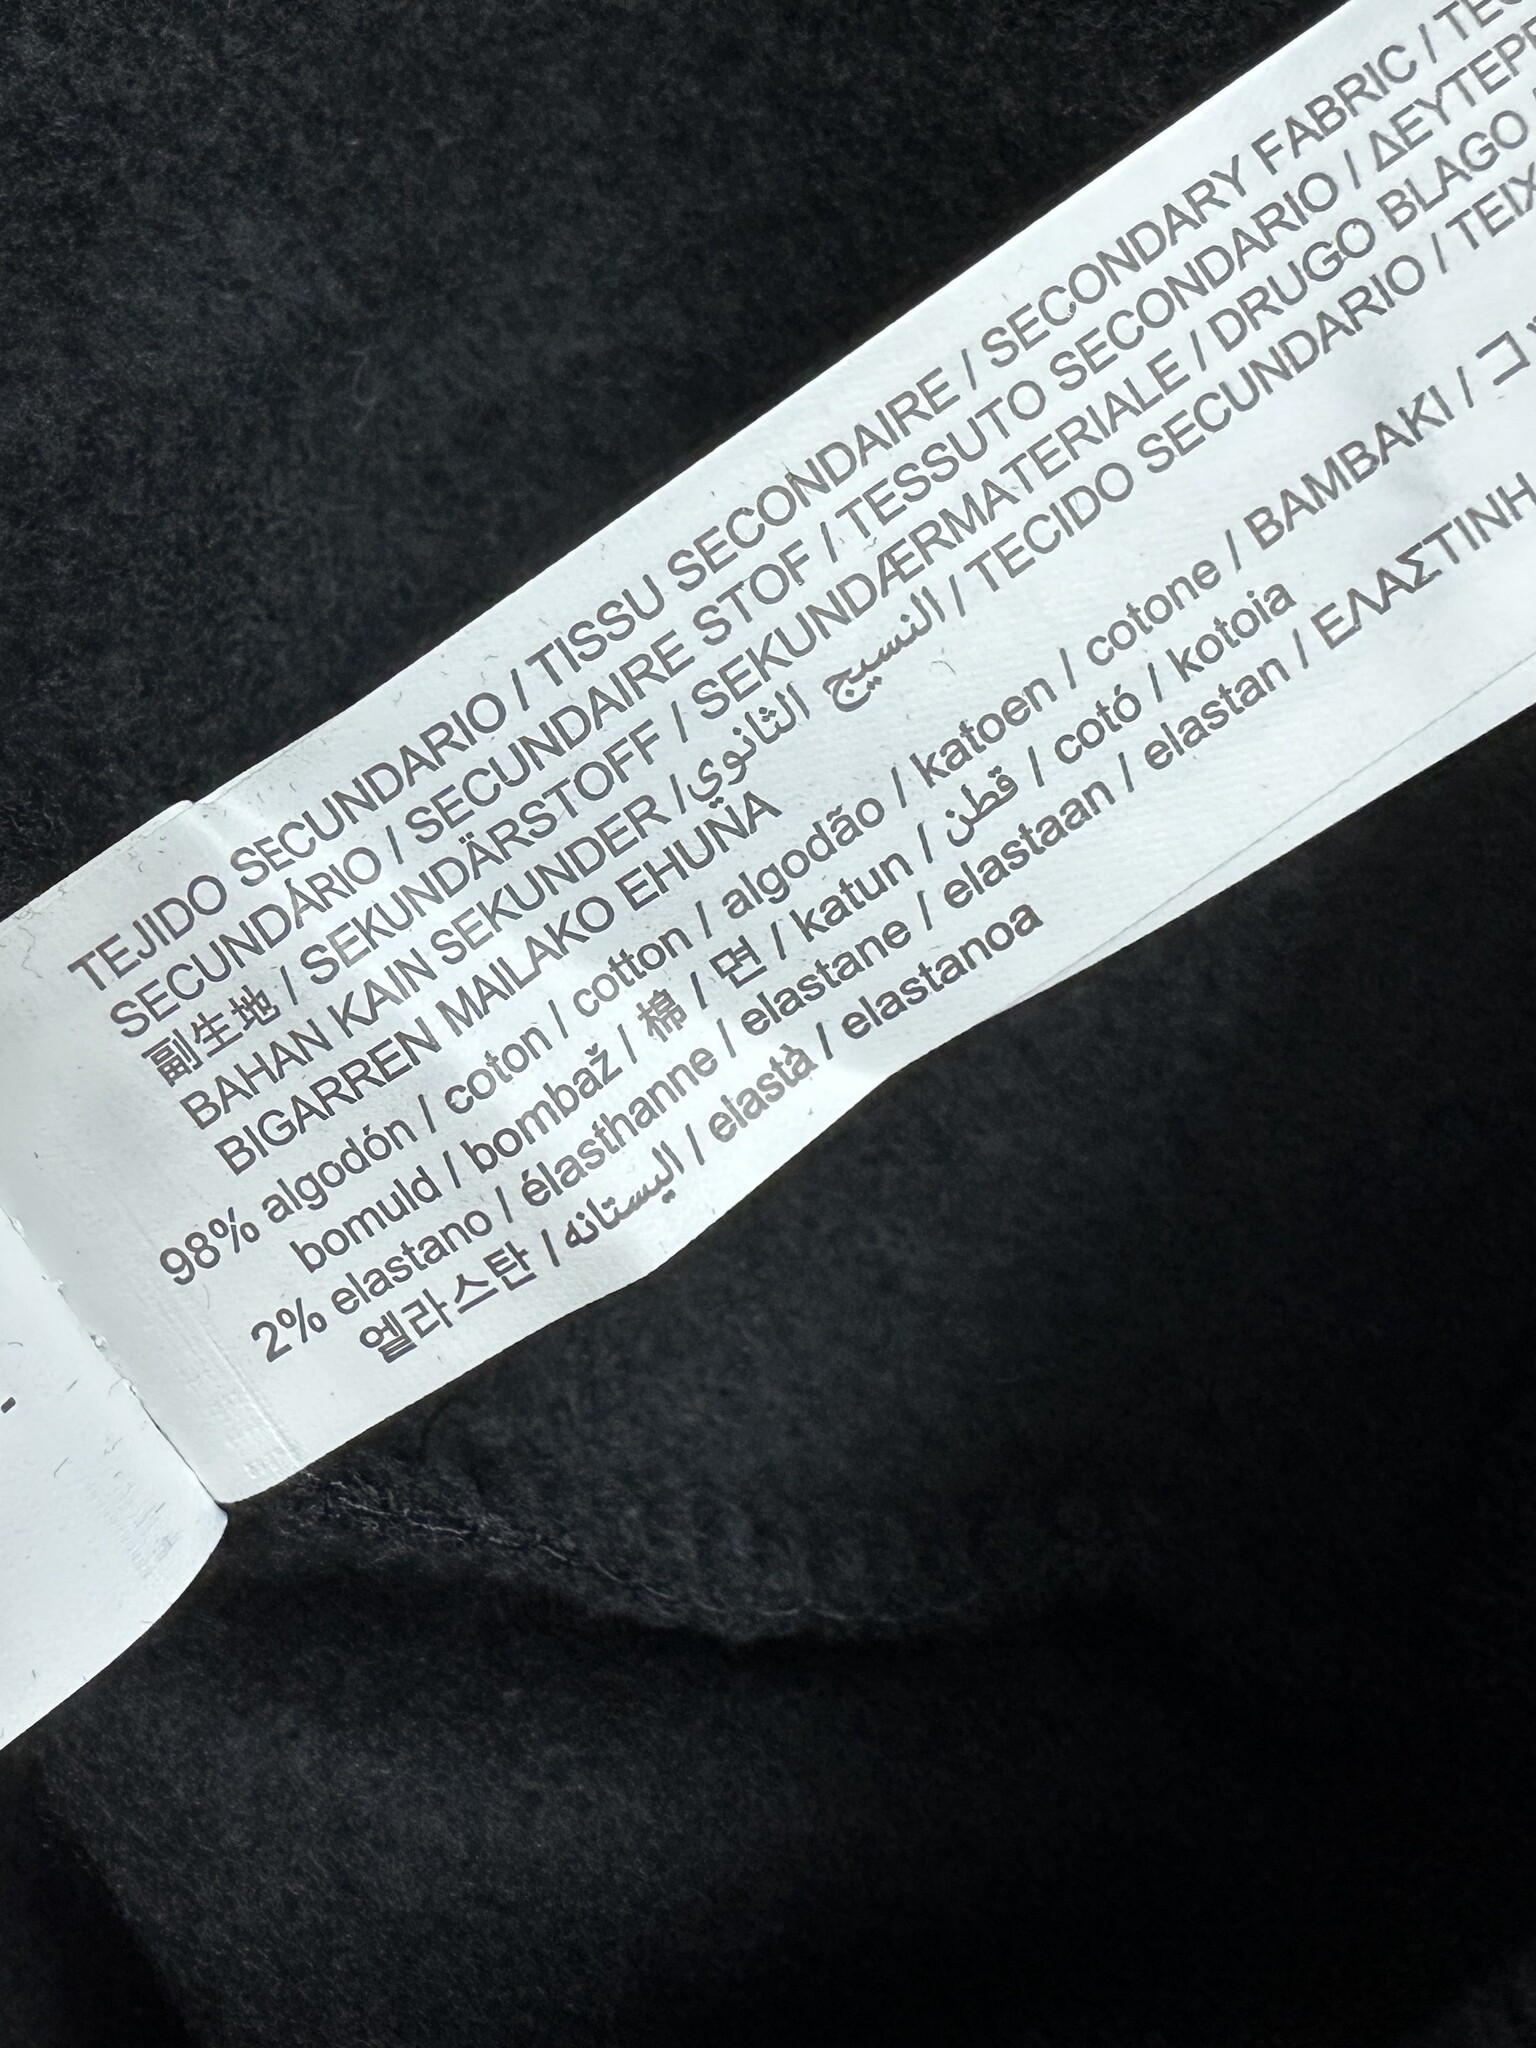 TEJIDO SECUNDARIO / TISSU SECONDAIRE / SECONDARY FABRIC /
SECUNDÁRIO / SECUNDAIRE STOF / TESSUTO SECONDARIO /
副生地 / SEKUNDÄRSTOFF / SEKUNDÆRMATERIALE / DRUGO BLAGO
BAHAN KAIN SEKUNDER / النسيج الثانوي / TECIDO SECUNDARIO /
BIGARREN MAILAKO EHUÑA
98% algodón / coton / cotton / algodão / katoen / cotone / BAMBAKI /
bomuld / bombaž / 棉 / 면 / katun / قطن / cotó / kotoia
2% elastano / élasthanne / elastane / elastaan / elastan / ΕΛΑΣΤΙΝΗ
엘라스탄 / اليستانه / elastà / elastanoa